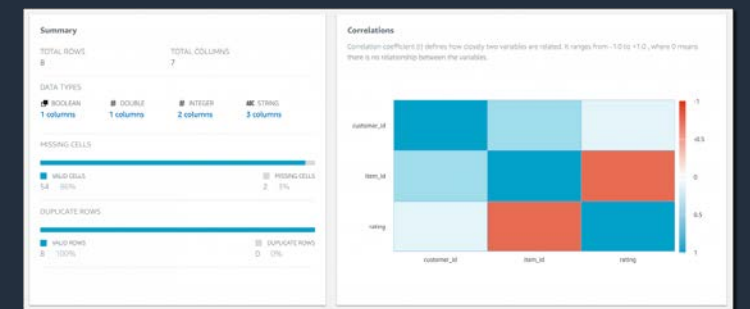 Summary
TOTAL ROWS
8
TOTAL COLUMNS
7
DATA TYPES
BOOLEAN
1 columns
# DOUBLE
1 columns
# INTEGER
2 columns
ABC STRING
3 columns
MISSING CELLS
VALID CELLS
54
MISSING CELLS
2
DUPLICATE ROWS
VALID ROWS
8 100%
DUPLICATE ROWS
0 0%
Correlations
Correlation coefficient (r) defines how closely two variables are related. It ranges from -1.0 to +1.0 , where 0 means
there is no relationship between the variables.
customer_id
item_id
rating
customer_id
item_id
rating
-1
-0.5
0
0.5
1